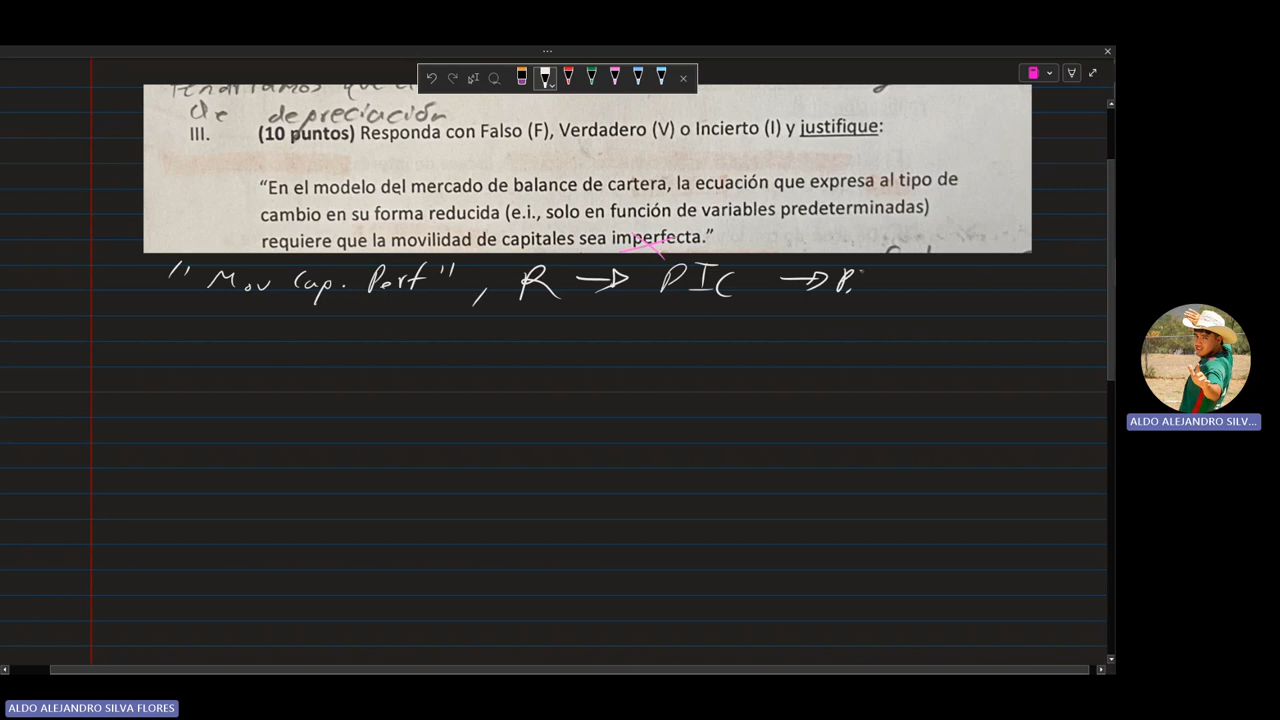 de depreciación
III. (10 puntos) Responda con Falso (F), Verdadero (V) o Incierto (I) y justifique:
“En el modelo del mercado de balance de cartera, la ecuación que expresa al tipo de
cambio en su forma reducida (e.i., solo en función de variables predeterminadas)
requiere que la movilidad de capitales sea imperfecta.”
" Mov Cap. Perf " , R → PIC →
ALDO ALEJANDRO SILV...
ALDO ALEJANDRO SILVA FLORES